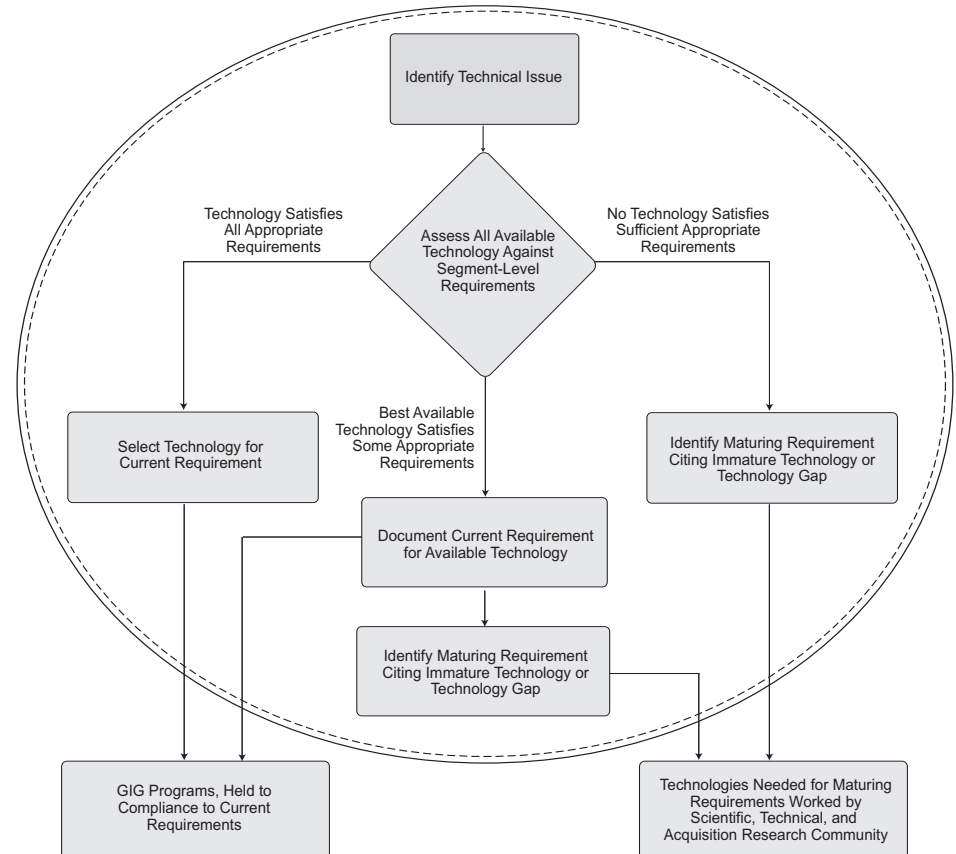 Identify Technical Issue
Assess All Available
Technology Against
Segment-Level
Requirements
Technology Satisfies
All Appropriate
Requirements
No Technology Satisfies
Sufficient Appropriate
Requirements
Best Available
Technology Satisfies
Some Appropriate
Requirements
Select Technology for
Current Requirement
Identify Maturing Requirement
Citing Immature Technology or
Technology Gap
Document Current Requirement
for Available Technology
Identify Maturing Requirement
Citing Immature Technology or
Technology Gap
GIG Programs, Held to
Compliance to Current
Requirements
Technologies Needed for Maturing
Requirements Worked by
Scientific, Technical, and
Acquisition Research Community